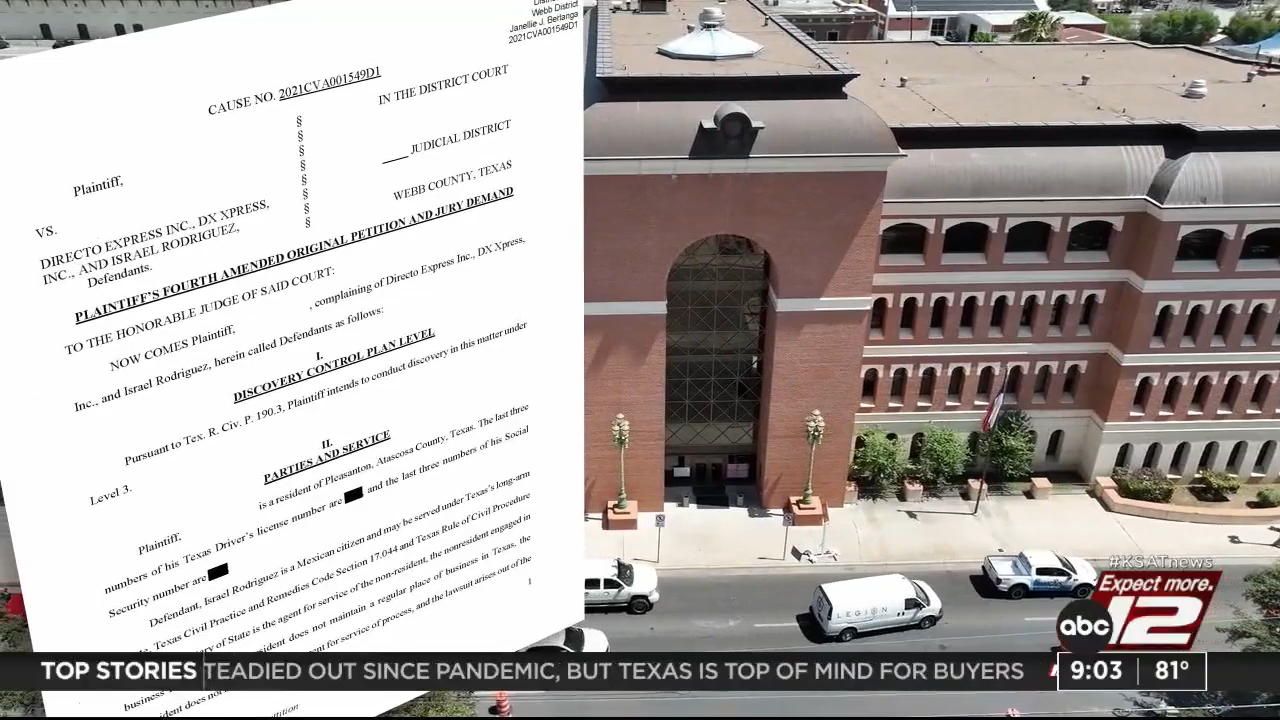 Webb District
Janellie J. Berlanga
2021CVA001549D1
CAUSE NO. 2021CVA001549D1
IN THE DISTRICT COURT
§
§
§
§
§
§
§
§
JUDICIAL DISTRICT
WEBB COUNTY, TEXAS
Plaintiff,
VS.
DIRECTO EXPRESS INC., DX XPRESS,
INC., AND ISRAEL RODRIGUEZ,
Defendants.
PLAINTIFF'S FOURTH AMENDED ORIGINAL PETITION AND JURY DEMAND
TO THE HONORABLE JUDGE OF SAID COURT:
NOW COMES Plaintiff, , complaining of Directo Express Inc., DX Xpress,
Inc., and Israel Rodriguez, herein called Defendants as follows:
I.
DISCOVERY CONTROL PLAN LEVEL
Pursuant to Tex. R. Civ. P. 190.3, Plaintiff intends to conduct discovery in this matter under
Level 3.
II.
PARTIES AND SERVICE
Plaintiff, is a resident of Pleasanton, Atascosa County, Texas. The last three
numbers of his Texas Driver's license number are and the last three numbers of his Social
Security number are
Defendant, Israel Rodriguez is a Mexican citizen and may be served under Texas's long-arm
Texas Civil Practice and Remedies Code Section 17.044 and Texas Rule of Civil Procedure
of State is the agent for service of the nonresident, the nonresident engaged in
business does not maintain a regular place of business in Texas, the
for service of process, and the lawsuit arises out of the
1
LEGION
#KSATnews
Expect more.
abc 12
TOP STORIES TEADIED OUT SINCE PANDEMIC, BUT TEXAS IS TOP OF MIND FOR BUYERS 9:03 81°